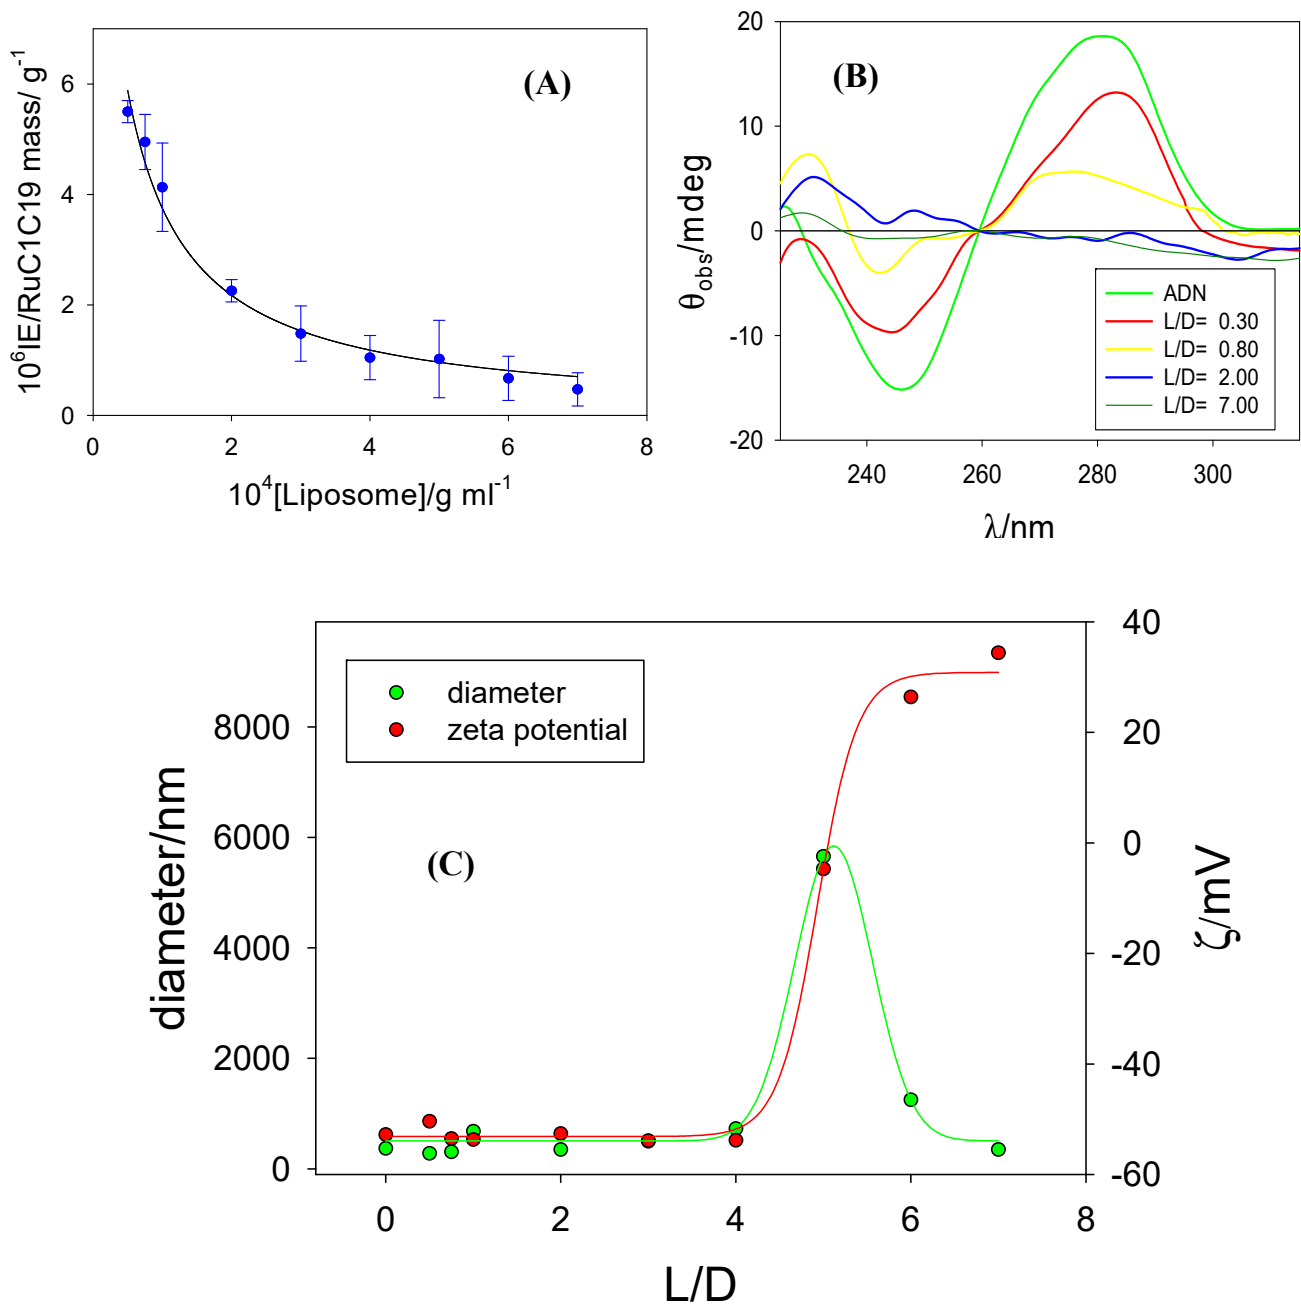 (A)
10⁶IE/RuC1C19 mass/ g⁻¹
6
4
2
0
0 2 4 6 8
10⁴[Liposome]/g ml⁻¹
(B)
θobs/mdeg
20
10
0
-10
-20
ADN
L/D= 0.30
L/D= 0.80
L/D= 2.00
L/D= 7.00
240 260 280 300
λ/nm
diameter
zeta potential
(C)
diameter/nm
8000
6000
4000
2000
0
40
20
0
-20
-40
-60
ζ/mV
0 2 4 6 8
L/D